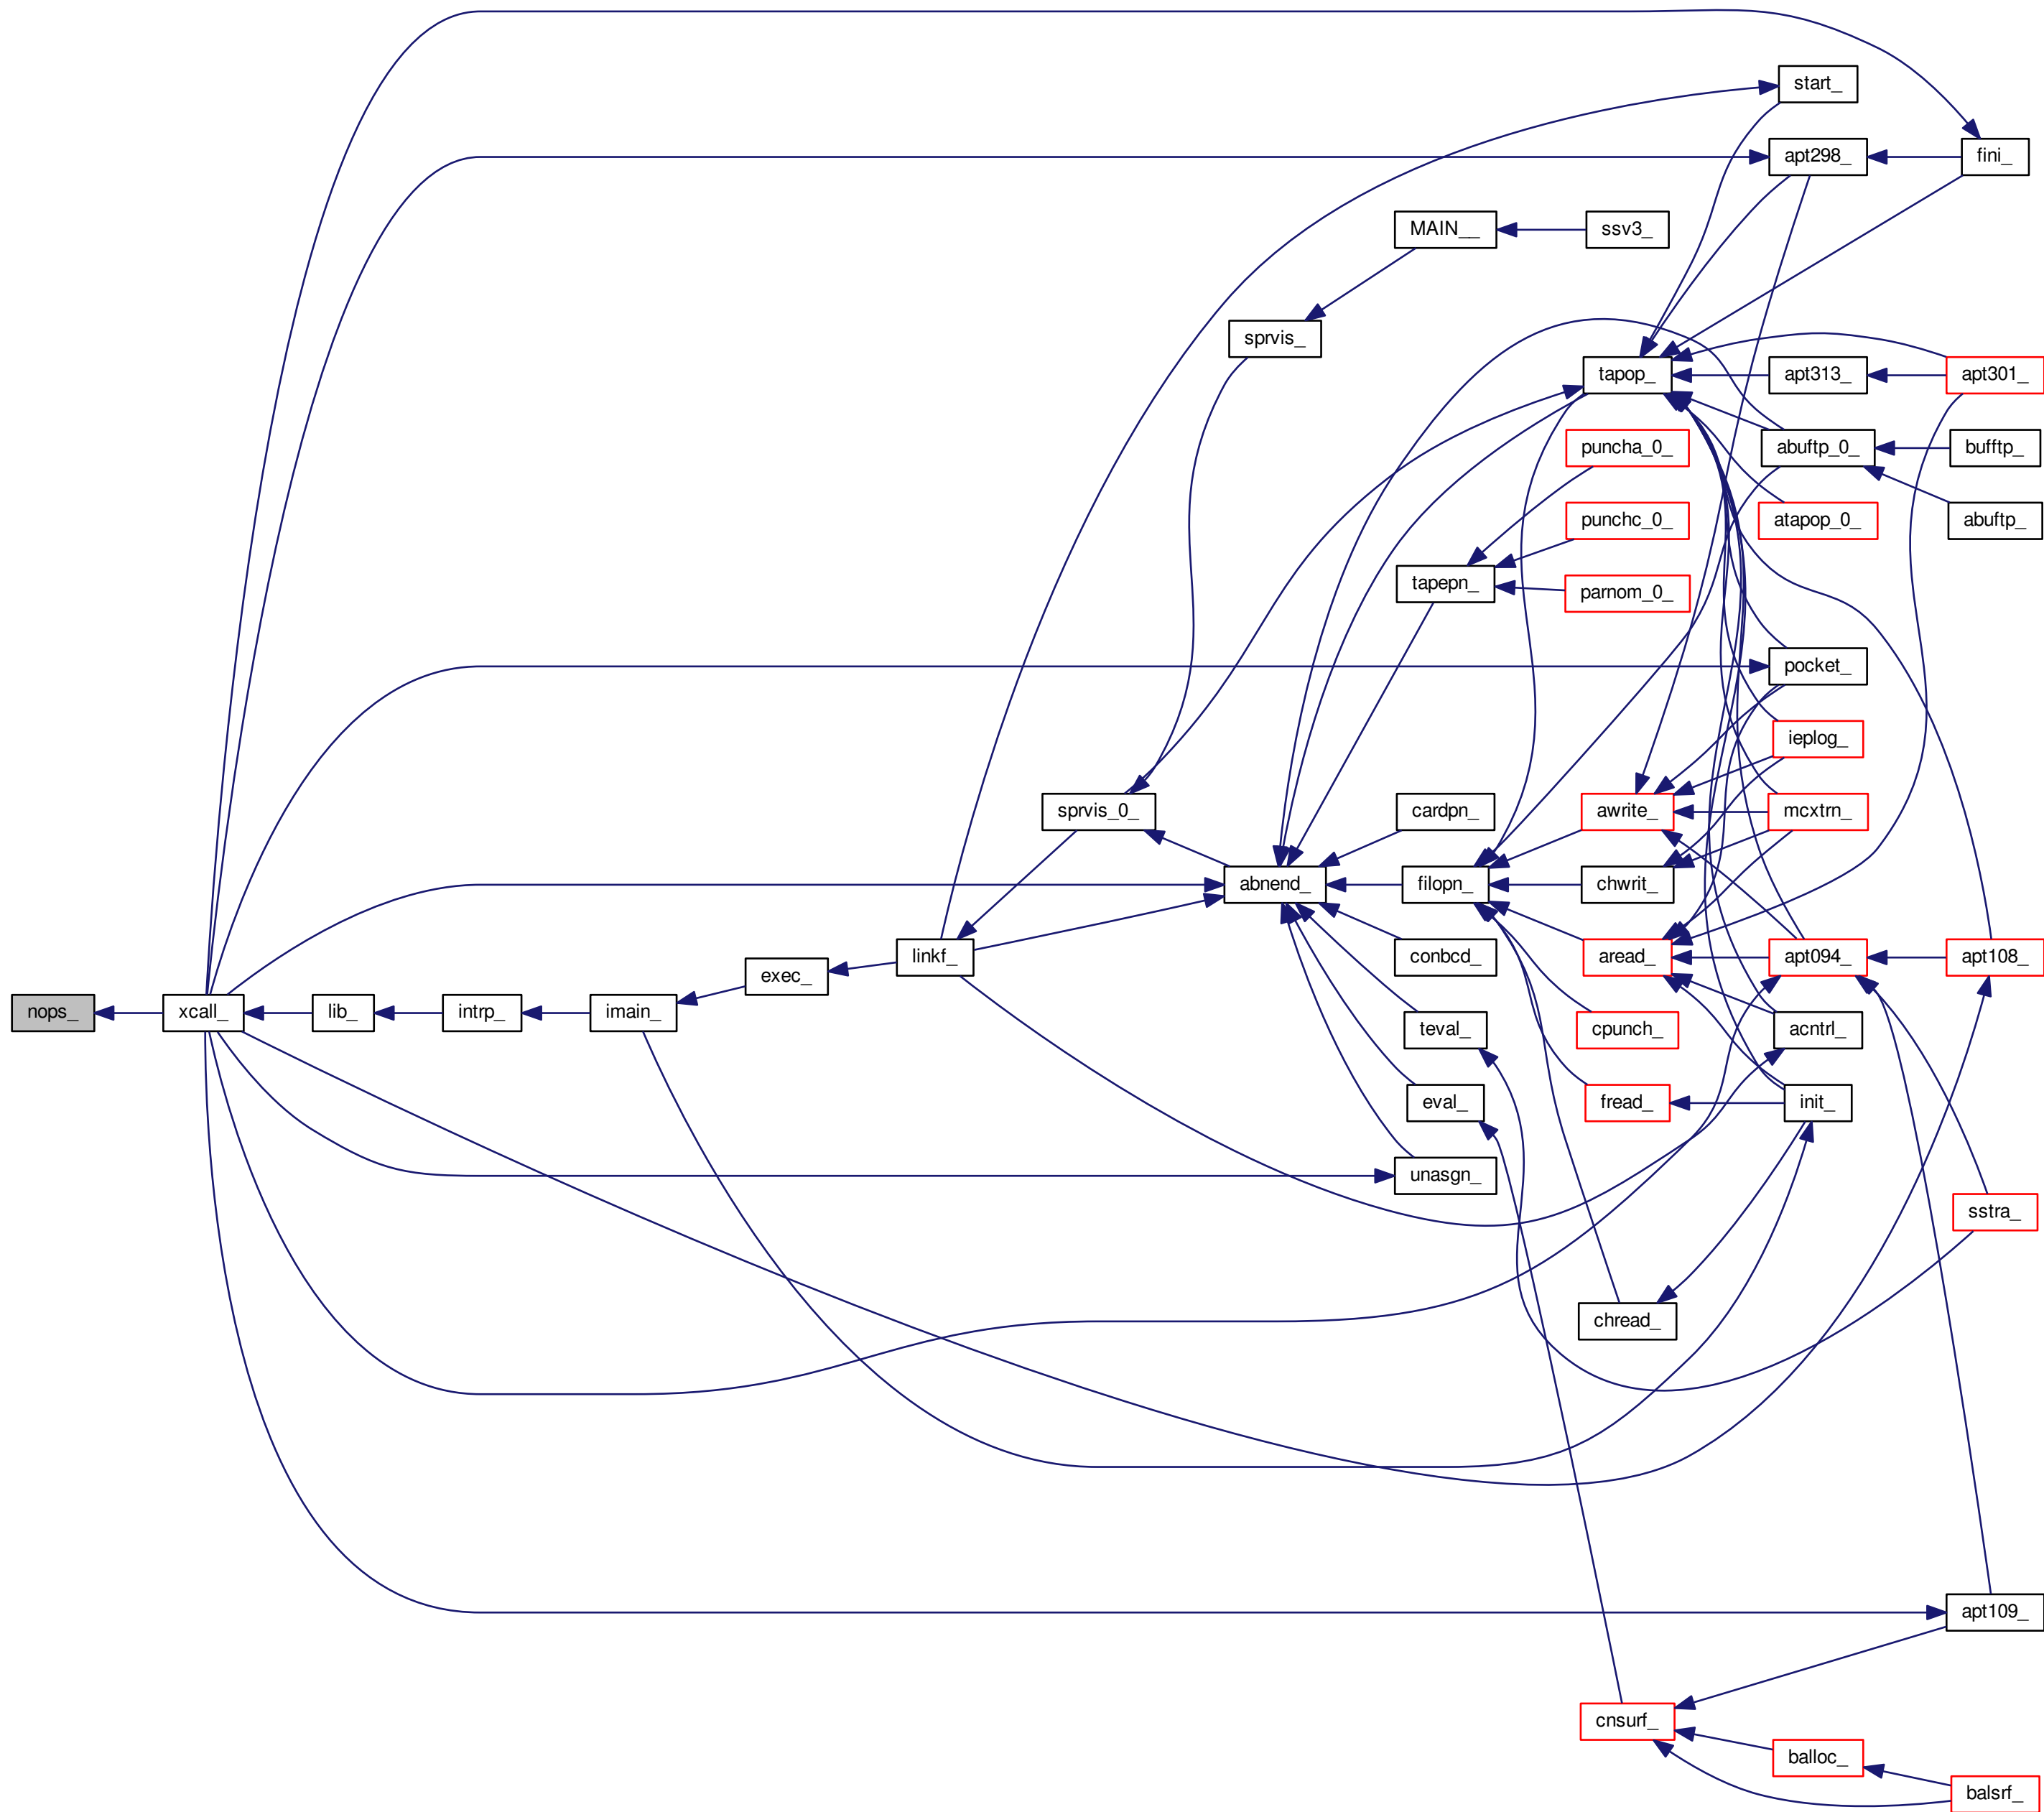 start_
apt298_
fini_
MAIN__
ssv3_
sprvis_
tapop_
apt313_
apt301_
puncha_0_
abuftp_0_
bufftp_
punchc_0_
atapop_0_
abuftp_
tapepn_
parnom_0_
pocket_
ieplog_
sprvis_0_
cardpn_
awrite_
mcxtrn_
abnend_
filopn_
chwrit_
linkf_
conbcd_
aread_
apt094_
apt108_
exec_
nops_
xcall_
lib_
intrp_
imain_
teval_
cpunch_
acntrl_
eval_
fread_
init_
unasgn_
sstra_
chread_
apt109_
cnsurf_
balloc_
balsrf_